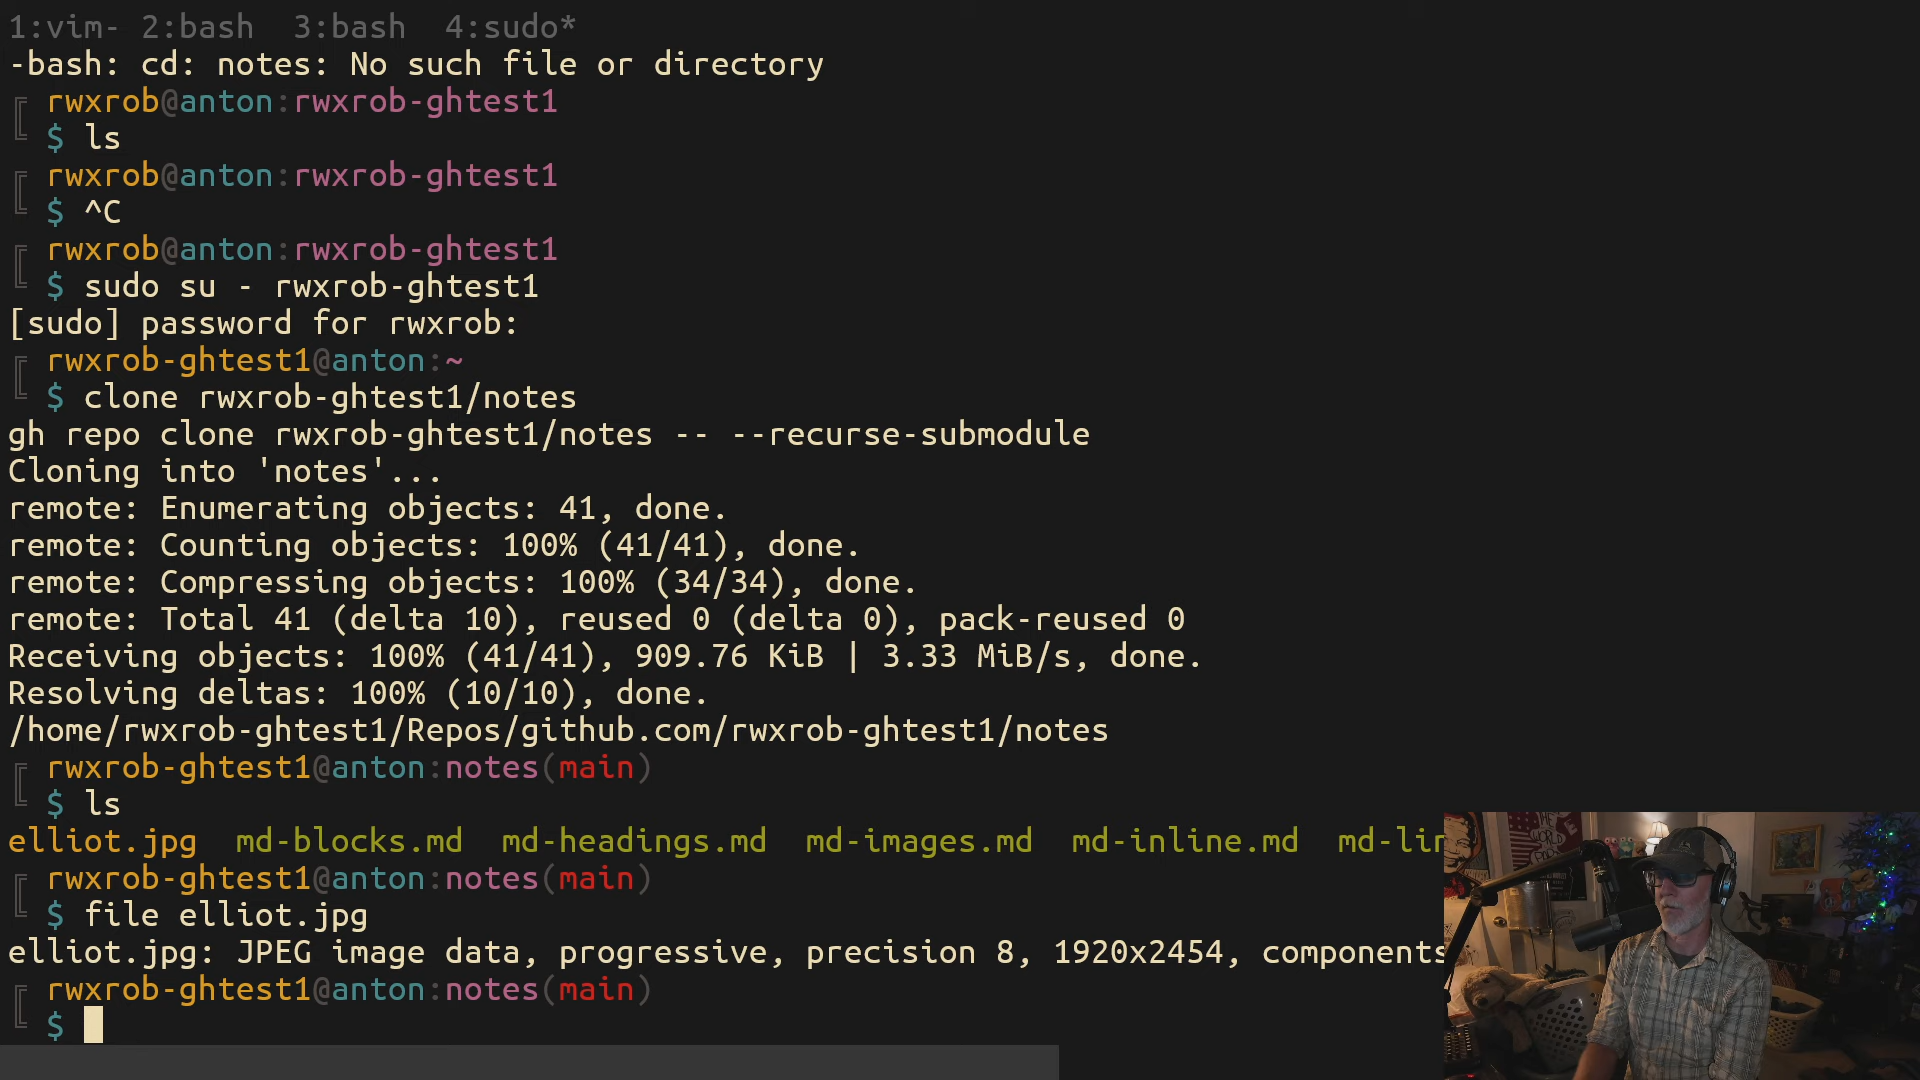 1:vim- 2:bash  3:bash  4:sudo*
-bash: cd: notes: No such file or directory
rwxrob@anton:rwxrob-ghtest1
$ ls
rwxrob@anton:rwxrob-ghtest1
$ ^C
rwxrob@anton:rwxrob-ghtest1
$ sudo su - rwxrob-ghtest1
[sudo] password for rwxrob:
rwxrob-ghtest1@anton:~
$ clone rwxrob-ghtest1/notes
gh repo clone rwxrob-ghtest1/notes -- --recurse-submodule
Cloning into 'notes'...
remote: Enumerating objects: 41, done.
remote: Counting objects: 100% (41/41), done.
remote: Compressing objects: 100% (34/34), done.
remote: Total 41 (delta 10), reused 0 (delta 0), pack-reused 0
Receiving objects: 100% (41/41), 909.76 KiB | 3.33 MiB/s, done.
Resolving deltas: 100% (10/10), done.
/home/rwxrob-ghtest1/Repos/github.com/rwxrob-ghtest1/notes
rwxrob-ghtest1@anton:notes(main)
$ ls
elliot.jpg  md-blocks.md  md-headings.md  md-images.md  md-inline.md  md-lin
rwxrob-ghtest1@anton:notes(main)
$ file elliot.jpg
elliot.jpg: JPEG image data, progressive, precision 8, 1920x2454, components
rwxrob-ghtest1@anton:notes(main)
$